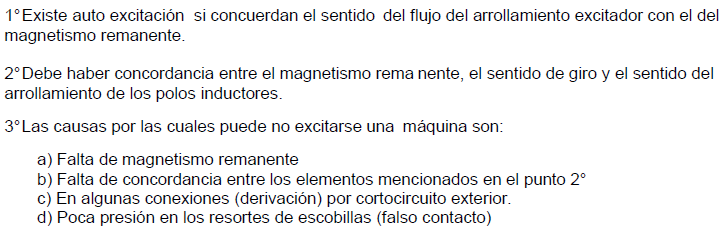 1°Existe auto excitación si concuerdan el sentido del flujo del arrollamiento excitador con el del
magnetismo remanente.
2°Debe haber concordancia entre el magnetismo rema nente, el sentido de giro y el sentido del
arrollamiento de los polos inductores.
3°Las causas por las cuales puede no excitarse una máquina son:
a) Falta de magnetismo remanente
b) Falta de concordancia entre los elementos mencionados en el punto 2°
c) En algunas conexiones (derivación) por cortocircuito exterior.
d) Poca presión en los resortes de escobillas (falso contacto)